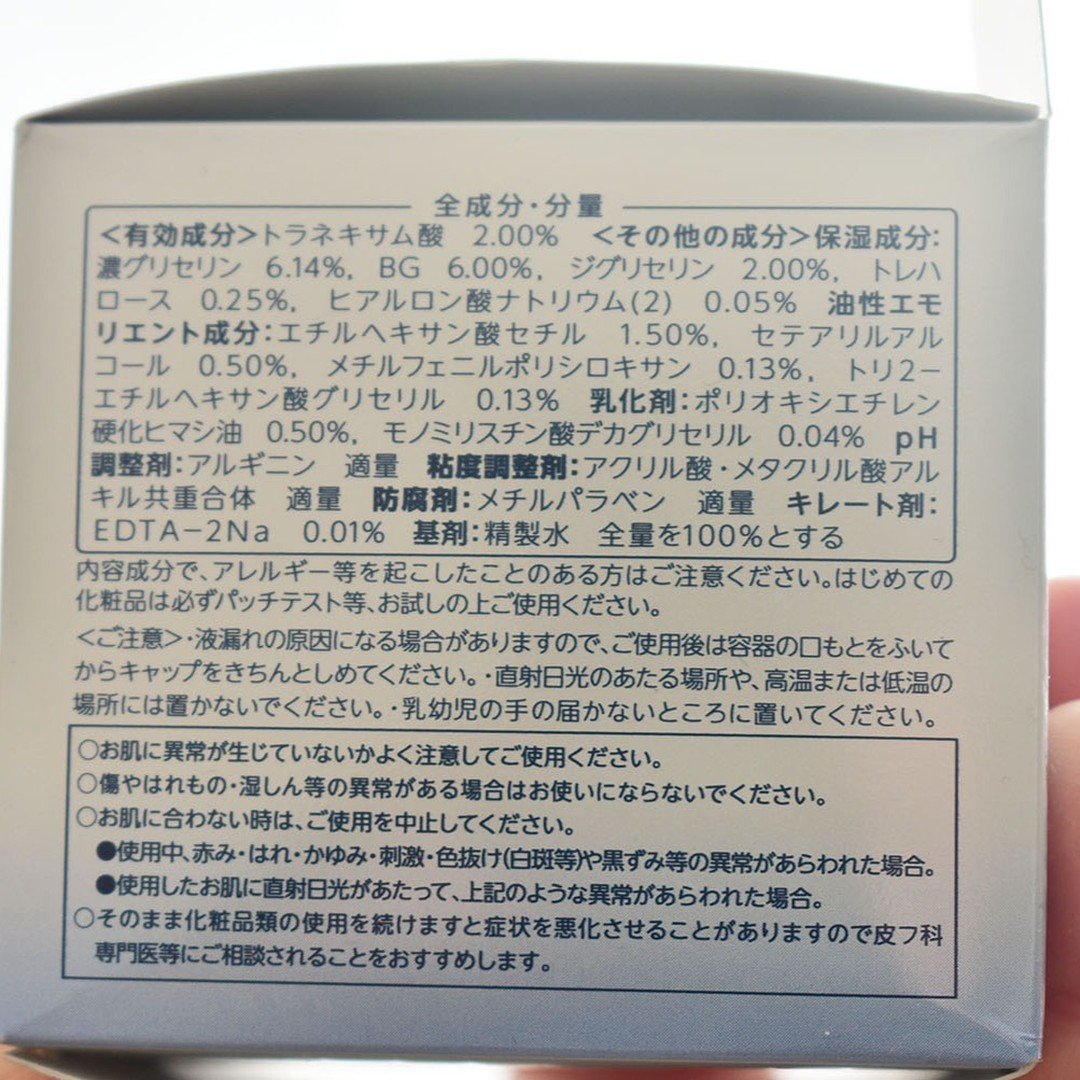 全成分・分量
<有効成分>トラネキサム酸 2.00% <その他の成分>保湿成分:
濃グリセリン 6.14%, BG 6.00%, ジグリセリン 2.00%, トレハ
ロース 0.25%, ヒアルロン酸ナトリウム(2) 0.05% 油性エモ
リエント成分:エチルヘキサン酸セチル 1.50%, セテアリルアル
コール 0.50%, メチルフェニルポリシロキサン 0.13%, トリ2−
エチルヘキサン酸グリセリル 0.13% 乳化剤:ポリオキシエチレン
硬化ヒマシ油 0.50%, モノミリスチン酸デカグリセリル 0.04% pH
調整剤:アルギニン 適量 粘度調整剤:アクリル酸・メタクリル酸アル
キル共重合体 適量 防腐剤:メチルパラベン 適量 キレート剤:
EDTA−2Na 0.01% 基剤:精製水 全量を100%とする
内容成分で、アレルギー等を起こしたことのある方はご注意ください。はじめての
化粧品は必ずパッチテスト等、お試しの上ご使用ください。
<ご注意>・液漏れの原因になる場合がありますので、ご使用後は容器の口もとをふいて
からキャップをきちんとしめてください。・直射日光のあたる場所や、高温または低温の
場所には置かないでください。・乳幼児の手の届かないところに置いてください。
○お肌に異常が生じていないかよく注意してご使用ください。
○傷やはれもの・湿しん等の異常がある場合はお使いにならないでください。
○お肌に合わない時は、ご使用を中止してください。
●使用中、赤み・はれ・かゆみ・刺激・色抜け(白斑等)や黒ずみ等の異常があらわれた場合。
●使用したお肌に直射日光があたって、上記のような異常があらわれた場合。
○そのまま化粧品類の使用を続けますと症状を悪化させることがありますので皮フ科
専門医等にご相談されることをおすすめします。